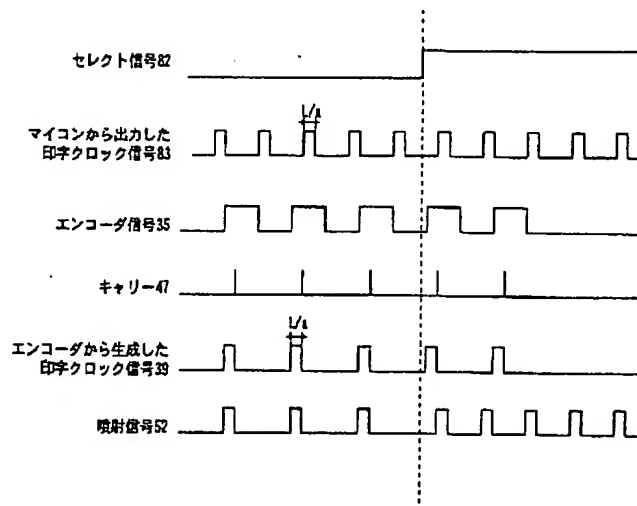 セレクト信号82
L/a
マイコンから出力した
印字クロック信号83
エンコーダ信号35
キャリー47
L/a
エンコーダから生成した
印字クロック信号39
噴射信号52